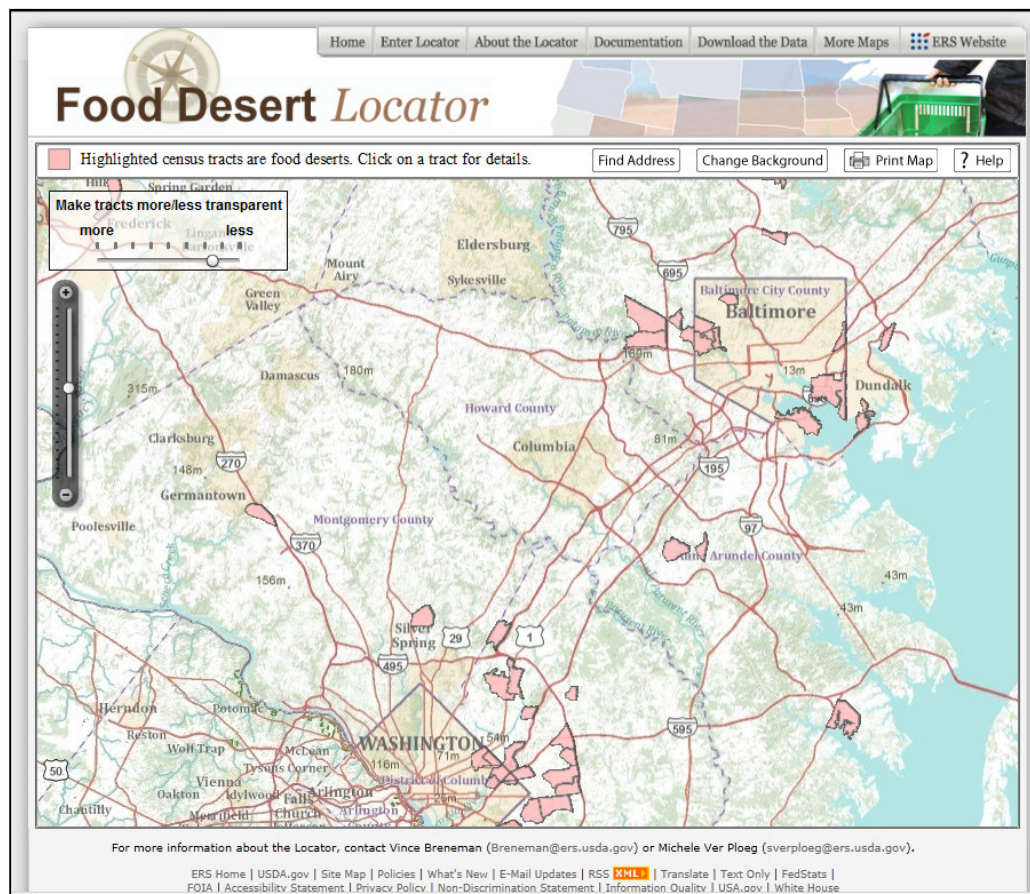 Home Enter Locator About the Locator Documentation Download the Data More Maps ERS Website
Food Desert Locator
Highlighted census tracts are food deserts. Click on a tract for details.
Find Address Change Background Print Map ? Help
Make tracts more/less transparent
more less
Spring Garden
Frederick
795
Eldersburg
Mount
Airy
Sykesville
695
Green
Valley
Baltimore City County
Baltimore
169m
180m
13m
Damascus
Dundalk
315m
Howard County
Clarksburg
Columbia
81m
270
148m
195
Germantown
Poolesville
Montgomery County
97
370
Arundel County
156m
43m
43m
Silver
Spring
29
1
495
Herndon
Potomac
Reston
595
Wolf Trap
McLean
WASHINGTON
54m
71m
116m
50
Tysons Corner
Vienna
District of Columb
Oakton
Idylwood
Falls
Church
Arlington
25m
Chantilly
Merrifield
Arlington
For more information about the Locator, contact Vince Breneman (Breneman@ers.usda.gov) or Michele Ver Ploeg (sverploeg@ers.usda.gov).
ERS Home | USDA.gov | Site Map | Policies | What's New | E-Mail Updates | RSS XML | Translate | Text Only | FedStats |
FOIA | Accessibility Statement | Privacy Policy | Non-Discrimination Statement | Information Quality | USA.gov | White House